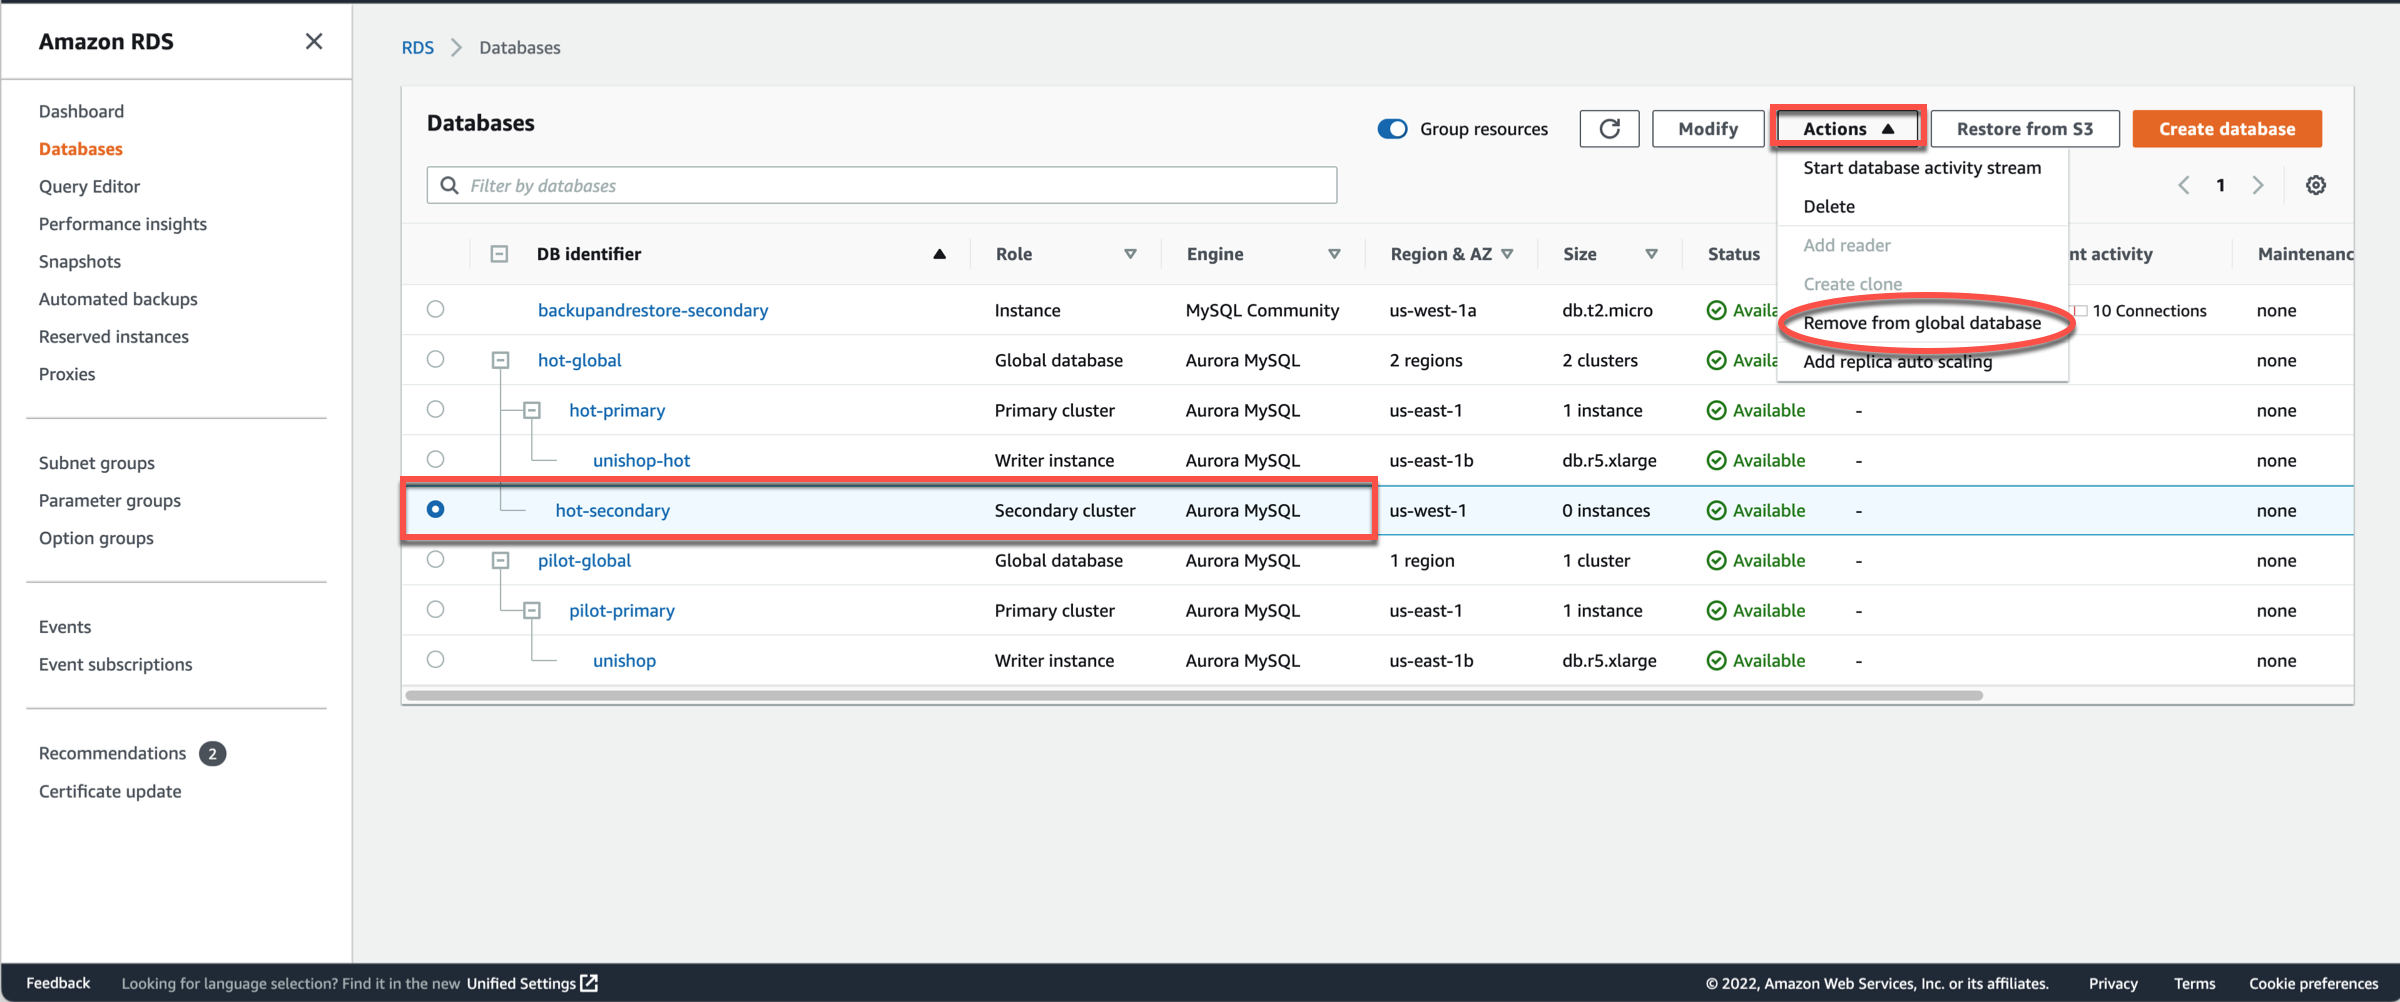 Amazon RDS
Dashboard
Databases
Query Editor
Performance insights
Snapshots
Automated backups
Reserved instances
Proxies
Subnet groups
Parameter groups
Option groups
Events
Event subscriptions
Recommendations 2
Certificate update
RDS > Databases
Databases
Group resources Modify Actions Restore from S3 Create database
Filter by databases
1
Start database activity stream
Delete
Add reader
Create clone
Remove from global database
Add replica auto scaling
DB identifier Role Engine Region & AZ Size Status nt activity Maintenanc
backupandrestore-secondary Instance MySQL Community us-west-1a db.t2.micro Availa 10 Connections none
hot-global Global database Aurora MySQL 2 regions 2 clusters Availa none
hot-primary Primary cluster Aurora MySQL us-east-1 1 instance Available - none
unishop-hot Writer instance Aurora MySQL us-east-1b db.r5.xlarge Available - none
hot-secondary Secondary cluster Aurora MySQL us-west-1 0 instances Available - none
pilot-global Global database Aurora MySQL 1 region 1 cluster Available - none
pilot-primary Primary cluster Aurora MySQL us-east-1 1 instance Available - none
unishop Writer instance Aurora MySQL us-east-1b db.r5.xlarge Available - none
Feedback Looking for language selection? Find it in the new Unified Settings © 2022, Amazon Web Services, Inc. or its affiliates. Privacy Terms Cookie preferences